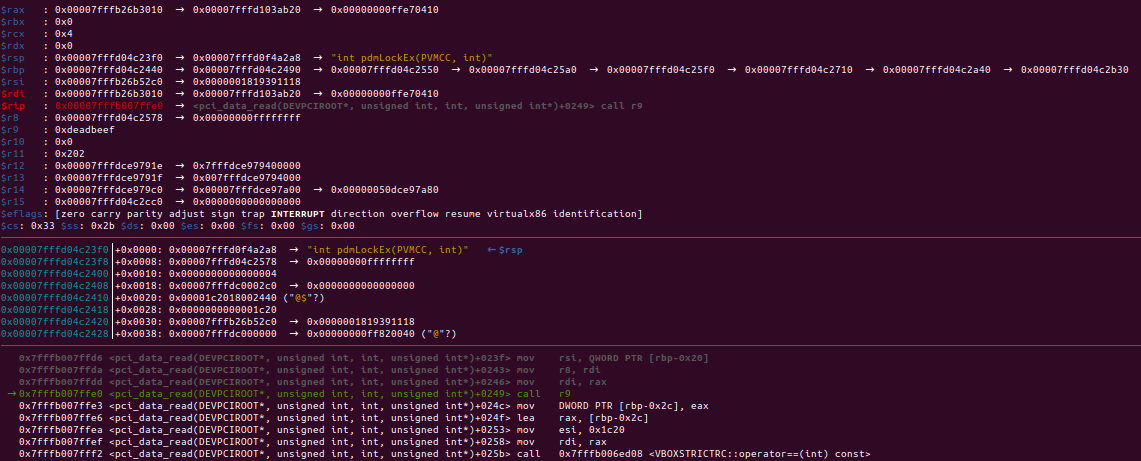 $rax : 0x00007fffb26b3010 → 0x00007fffd103ab20 → 0x00000000ffe70410
$rbx : 0x0
$rcx : 0x4
$rdx : 0x0
$rsp : 0x00007fffd04c23f0 → 0x00007fffd0f4a2a8 → "int pdmLockEx(PVMCC, int)"
$rbp : 0x00007fffd04c2440 → 0x00007fffd04c2490 → 0x00007fffd04c2550 → 0x00007fffd04c25a0 → 0x00007fffd04c25f0 → 0x00007fffd04c2710 → 0x00007fffd04c2a40 → 0x00007fffd04c2b30
$rsi : 0x00007fffb26b52c0 → 0x0000001819391118
$rdi : 0x00007fffb26b3010 → 0x00007fffd103ab20 → 0x00000000ffe70410
$rip : 0x00007fffb007ffe0 → <pci_data_read(DEVPCIROOT*, unsigned int, int, unsigned int*)+0249> call r9
$r8 : 0x00007fffd04c2578 → 0x00000000ffffffff
$r9 : 0xdeadbeef
$r10 : 0x0
$r11 : 0x202
$r12 : 0x00007fffdce9791e → 0x7fffdce979400000
$r13 : 0x00007fffdce9791f → 0x007fffdce9794000
$r14 : 0x00007fffdce979c0 → 0x00007fffdce97a00 → 0x00000050dce97a80
$r15 : 0x00007fffd04c2cc0 → 0x0000000000000000
$eflags: [zero carry parity adjust sign trap INTERRUPT direction overflow resume virtualx86 identification]
$cs: 0x33 $ss: 0x2b $ds: 0x00 $es: 0x00 $fs: 0x00 $gs: 0x00
0x00007fffd04c23f0│+0x0000: 0x00007fffd0f4a2a8 → "int pdmLockEx(PVMCC, int)" ←$rsp
0x00007fffd04c23f8│+0x0008: 0x00007fffd04c2578 → 0x00000000ffffffff
0x00007fffd04c2400│+0x0010: 0x0000000000000004
0x00007fffd04c2408│+0x0018: 0x00007fffdc0002c0 → 0x0000000000000000
0x00007fffd04c2410│+0x0020: 0x00001c2018002440 ("@$"?)
0x00007fffd04c2418│+0x0028: 0x0000000000001c20
0x00007fffd04c2420│+0x0030: 0x00007fffb26b52c0 → 0x0000001819391118
0x00007fffd04c2428│+0x0038: 0x00007fffdc000000 → 0x00000000ff820040 ("@"?)
0x7fffb007ffd6 <pci_data_read(DEVPCIROOT*, unsigned int, int, unsigned int*)+023f> mov rsi, QWORD PTR [rbp-0x20]
0x7fffb007ffda <pci_data_read(DEVPCIROOT*, unsigned int, int, unsigned int*)+0243> mov r8, rdi
0x7fffb007ffdd <pci_data_read(DEVPCIROOT*, unsigned int, int, unsigned int*)+0246> mov rdi, rax
→ 0x7fffb007ffe0 <pci_data_read(DEVPCIROOT*, unsigned int, int, unsigned int*)+0249> call r9
0x7fffb007ffe3 <pci_data_read(DEVPCIROOT*, unsigned int, int, unsigned int*)+024c> mov DWORD PTR [rbp-0x2c], eax
0x7fffb007ffe6 <pci_data_read(DEVPCIROOT*, unsigned int, int, unsigned int*)+024f> lea rax, [rbp-0x2c]
0x7fffb007ffea <pci_data_read(DEVPCIROOT*, unsigned int, int, unsigned int*)+0253> mov esi, 0x1c20
0x7fffb007ffef <pci_data_read(DEVPCIROOT*, unsigned int, int, unsigned int*)+0258> mov rdi, rax
0x7fffb007fff2 <pci_data_read(DEVPCIROOT*, unsigned int, int, unsigned int*)+025b> call 0x7fffb006ed08 <VBOXSTRICTRC::operator==(int) const>